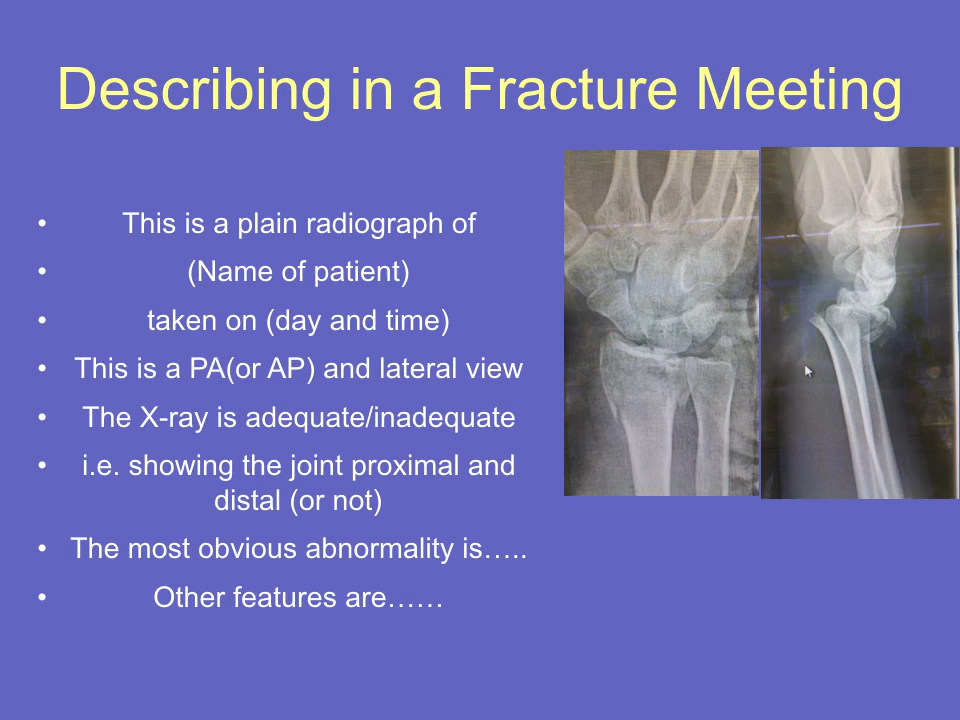 Describing in a Fracture Meeting
• This is a plain radiograph of
• (Name of patient)
• taken on (day and time)
• This is a PA(or AP) and lateral view
• The X-ray is adequate/inadequate
• i.e. showing the joint proximal and
distal (or not)
• The most obvious abnormality is…..
• Other features are……